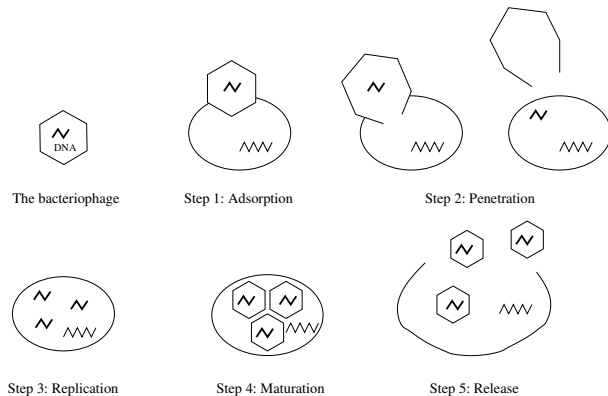 DNA
The bacteriophage
Step 1: Adsorption
Step 2: Penetration
Step 3: Replication
Step 4: Maturation
Step 5: Release